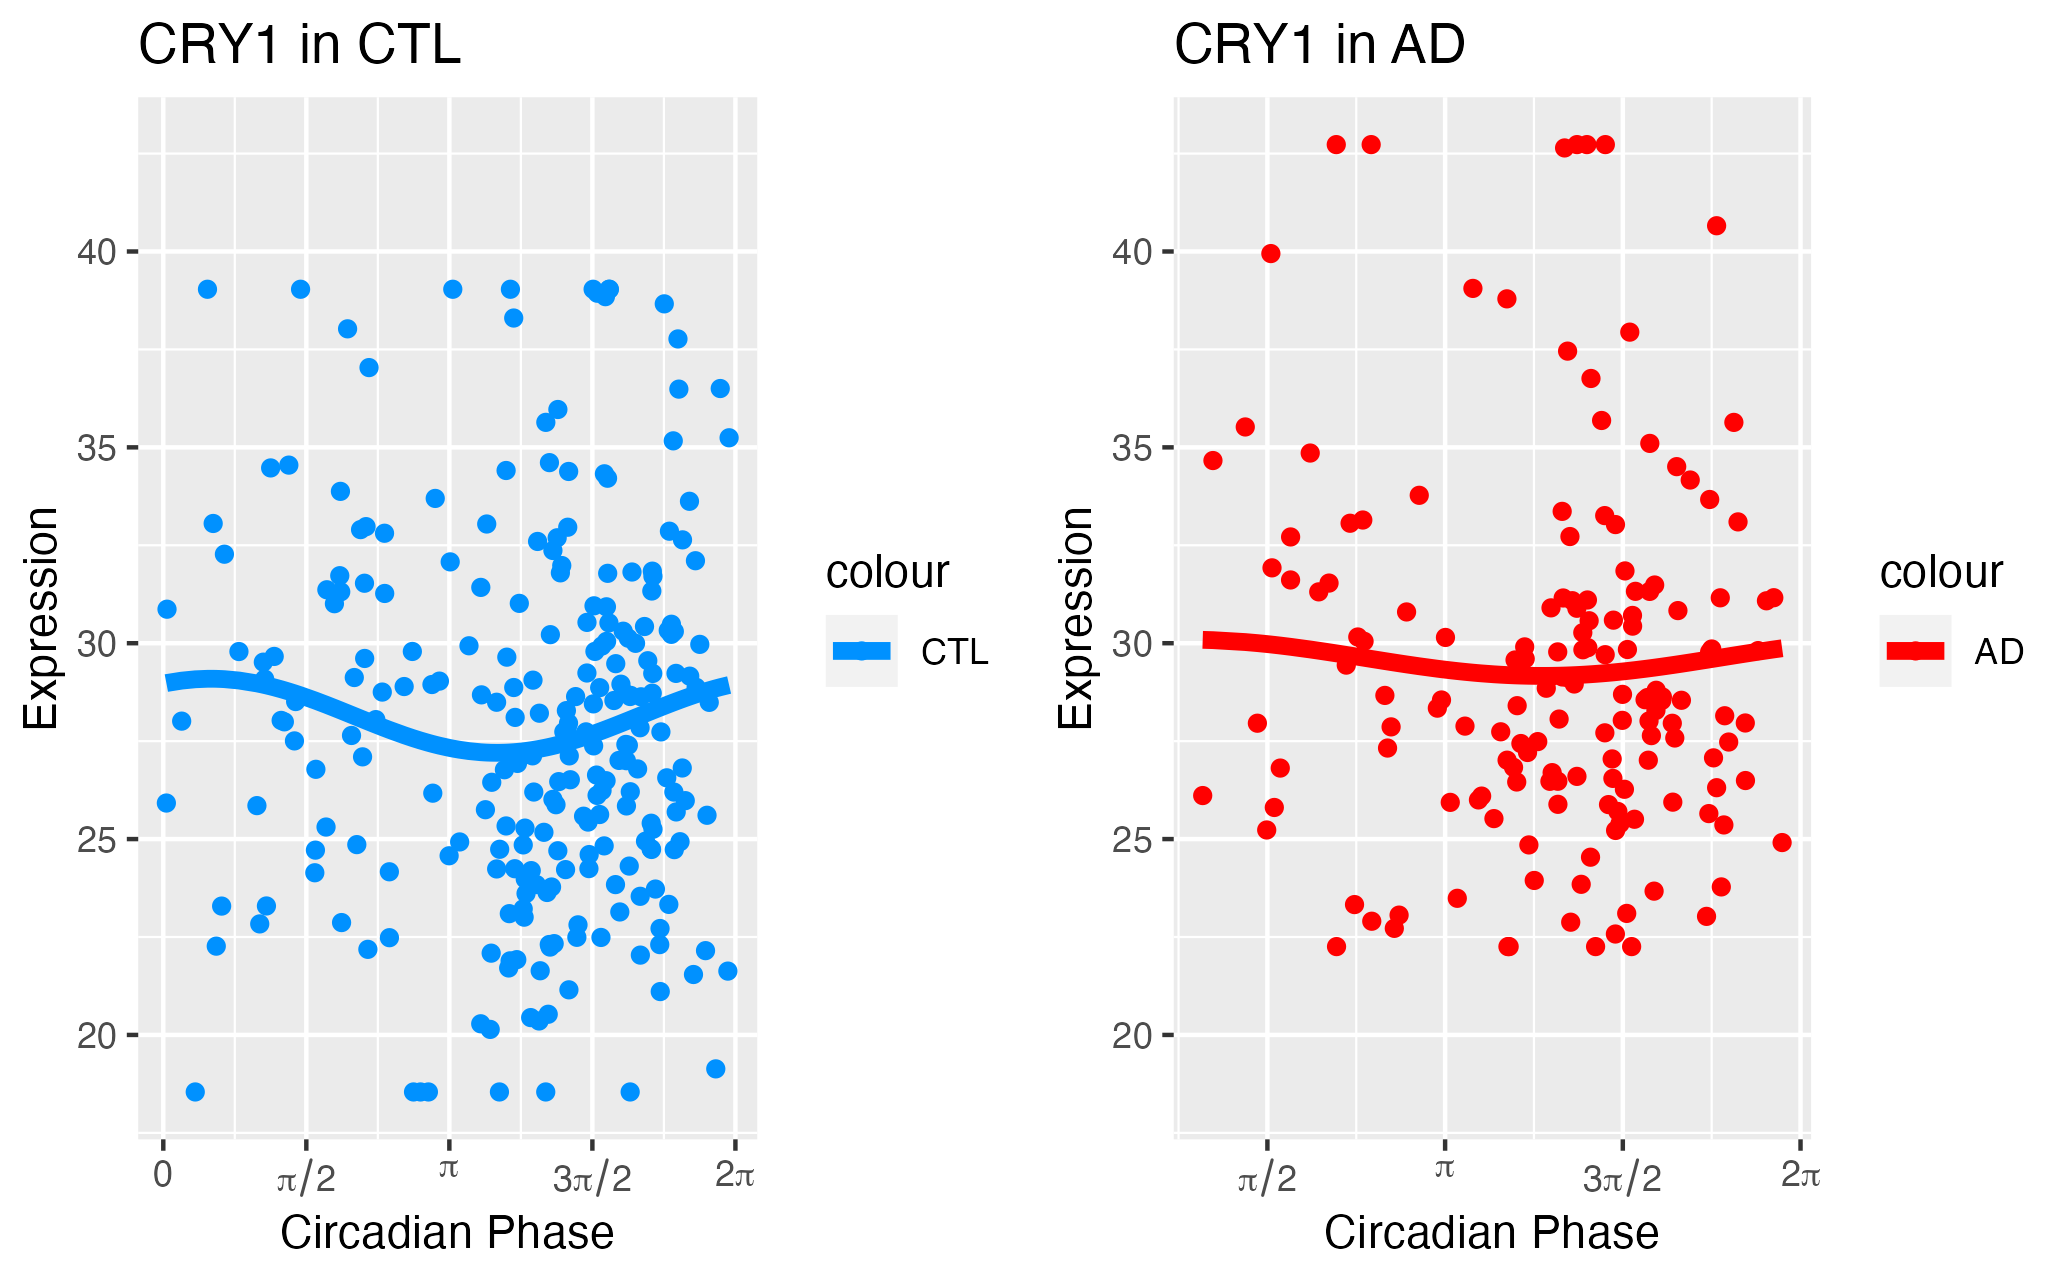 CRY1 in CTL
Expression
40
35
30
25
20
0
π/2
π
3π/2
2π
Circadian Phase
colour
CTL
CRY1 in AD
Expression
40
35
30
25
20
π/2
π
3π/2
2π
Circadian Phase
colour
AD